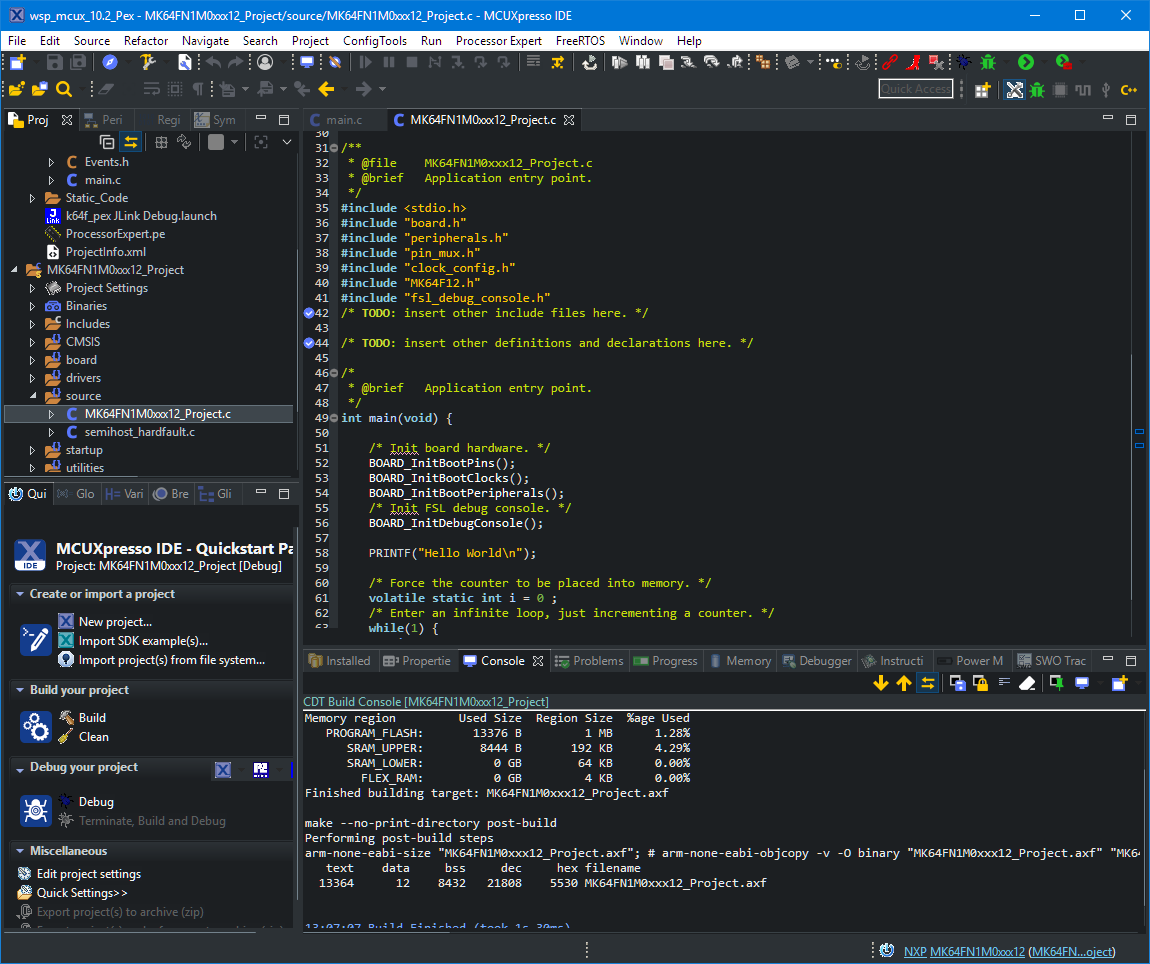 wsp_mcux_10.2_Pex - MK64FN1M0xxx12_Project/source/MK64FN1M0xxx12_Project.c - MCUXpresso IDE
File Edit Source Refactor Navigate Search Project ConfigTools Run Processor Expert FreeRTOS Window Help
Quick Access
Proj Peri Regi Sym
Events.h
main.c
Static_Code
k64f_pex JLink Debug.launch
ProcessorExpert.pe
ProjectInfo.xml
MK64FN1M0xxx12_Project
Project Settings
Binaries
Includes
CMSIS
board
drivers
source
MK64FN1M0xxx12_Project.c
semihost_hardfault.c
startup
utilities
main.c MK64FN1M0xxx12_Project.c
30
31 /**
32 * @file MK64FN1M0xxx12_Project.c
33 * @brief Application entry point.
34 */
35 #include <stdio.h>
36 #include "board.h"
37 #include "peripherals.h"
38 #include "pin_mux.h"
39 #include "clock_config.h"
40 #include "MK64F12.h"
41 #include "fsl_debug_console.h"
42 /* TODO: insert other include files here. */
43
44 /* TODO: insert other definitions and declarations here. */
45
46 /*
47 * @brief Application entry point.
48 */
49 int main(void) {
50
51 /* Init board hardware. */
52 BOARD_InitBootPins();
53 BOARD_InitBootClocks();
54 BOARD_InitBootPeripherals();
55 /* Init FSL debug console. */
56 BOARD_InitDebugConsole();
57
58 PRINTF("Hello World\n");
59
60 /* Force the counter to be placed into memory. */
61 volatile static int i = 0 ;
62 /* Enter an infinite loop, just incrementing a counter. */
63 while(1) {
Qui Glo Vari Bre Gli
IDE
MCUXpresso IDE - Quickstart Pa
Project: MK64FN1M0xxx12_Project [Debug]
Create or import a project
New project...
Import SDK example(s)...
Import project(s) from file system...
Build your project
Build
Clean
Debug your project
Debug
Terminate, Build and Debug
Miscellaneous
Edit project settings
Quick Settings>>
Export project(s) to archive (zip)
Installed Propertie Console Problems Progress Memory Debugger Instructi Power M SWO Trac
CDT Build Console [MK64FN1M0xxx12_Project]
Memory region Used Size Region Size %age Used
PROGRAM_FLASH: 13376 B 1 MB 1.28%
SRAM_UPPER: 8444 B 192 KB 4.29%
SRAM_LOWER: 0 GB 64 KB 0.00%
FLEX_RAM: 0 GB 4 KB 0.00%
Finished building target: MK64FN1M0xxx12_Project.axf
make --no-print-directory post-build
Performing post-build steps
arm-none-eabi-size "MK64FN1M0xxx12_Project.axf"; # arm-none-eabi-objcopy -v -O binary "MK64FN1M0xxx12_Project.axf" "MK64
text data bss dec hex filename
13364 12 8432 21808 5530 MK64FN1M0xxx12_Project.axf
13:07:07 Build Finished (took 1s.30ms)
NXP MK64FN1M0xxx12 (MK64FN...oject)